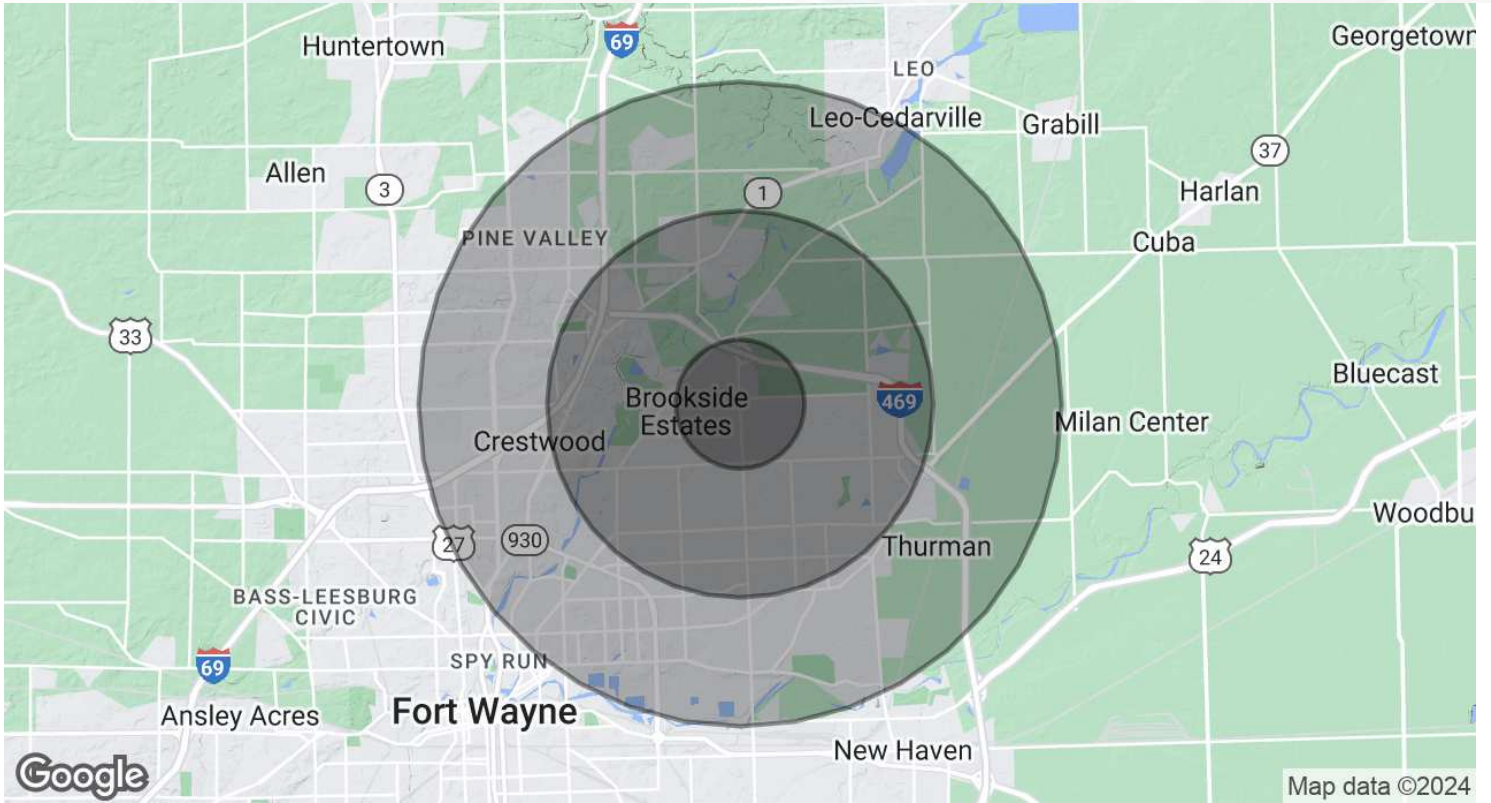 Huntertown
69
Georgetown
LEO
Leo-Cedarville
Grabill
37
Allen
3
1
Harlan
PINE VALLEY
Cuba
33
Brookside
Estates
469
Bluecast
Crestwood
Milan Center
27
930
Woodbu
Thurman
24
BASS-LEESBURG
CIVIC
69
SPY RUN
Ansley Acres
Fort Wayne
New Haven
Google
Map data ©2024